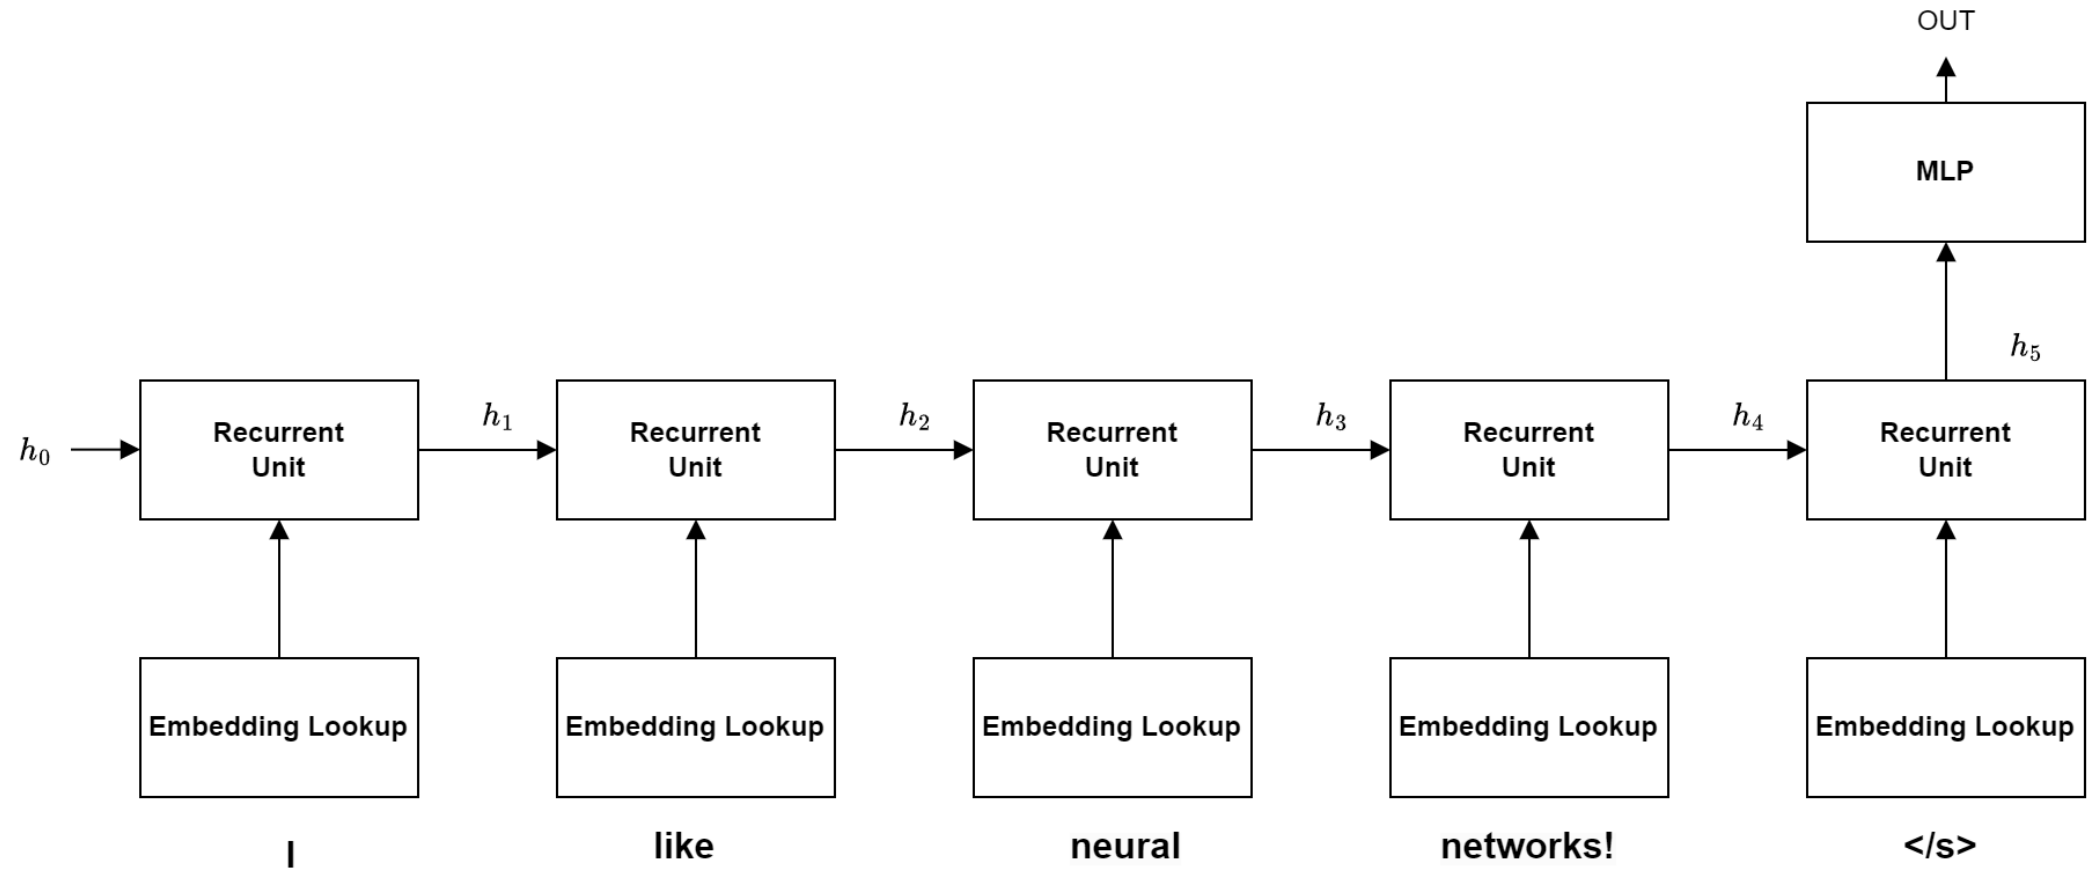 OUT
MLP
h5
h0
Recurrent
Unit
h1
Recurrent
Unit
h2
Recurrent
Unit
h3
Recurrent
Unit
h4
Recurrent
Unit
Embedding Lookup
Embedding Lookup
Embedding Lookup
Embedding Lookup
Embedding Lookup
I
like
neural
networks!
</s>